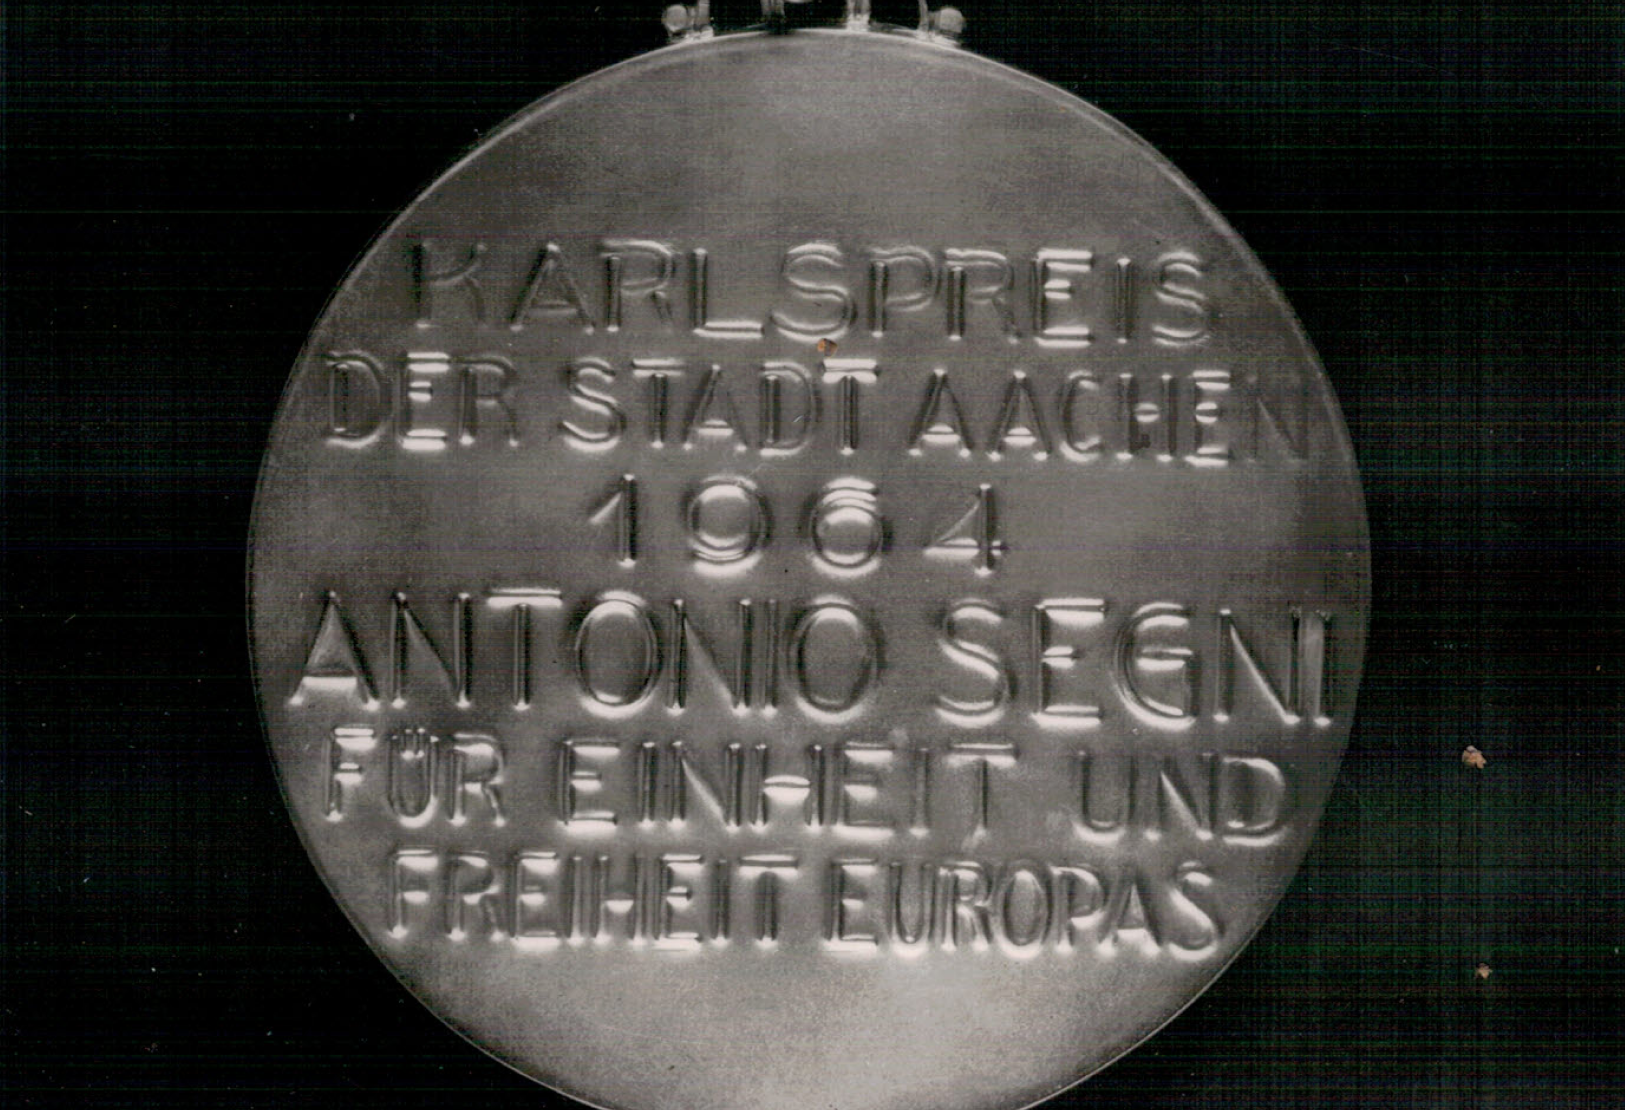 KARLSPREIS
DER STADT AACHEN
1964
ANTONIO SEGNI
FÜR EINHEIT UND
FREIHEIT EUROPAS